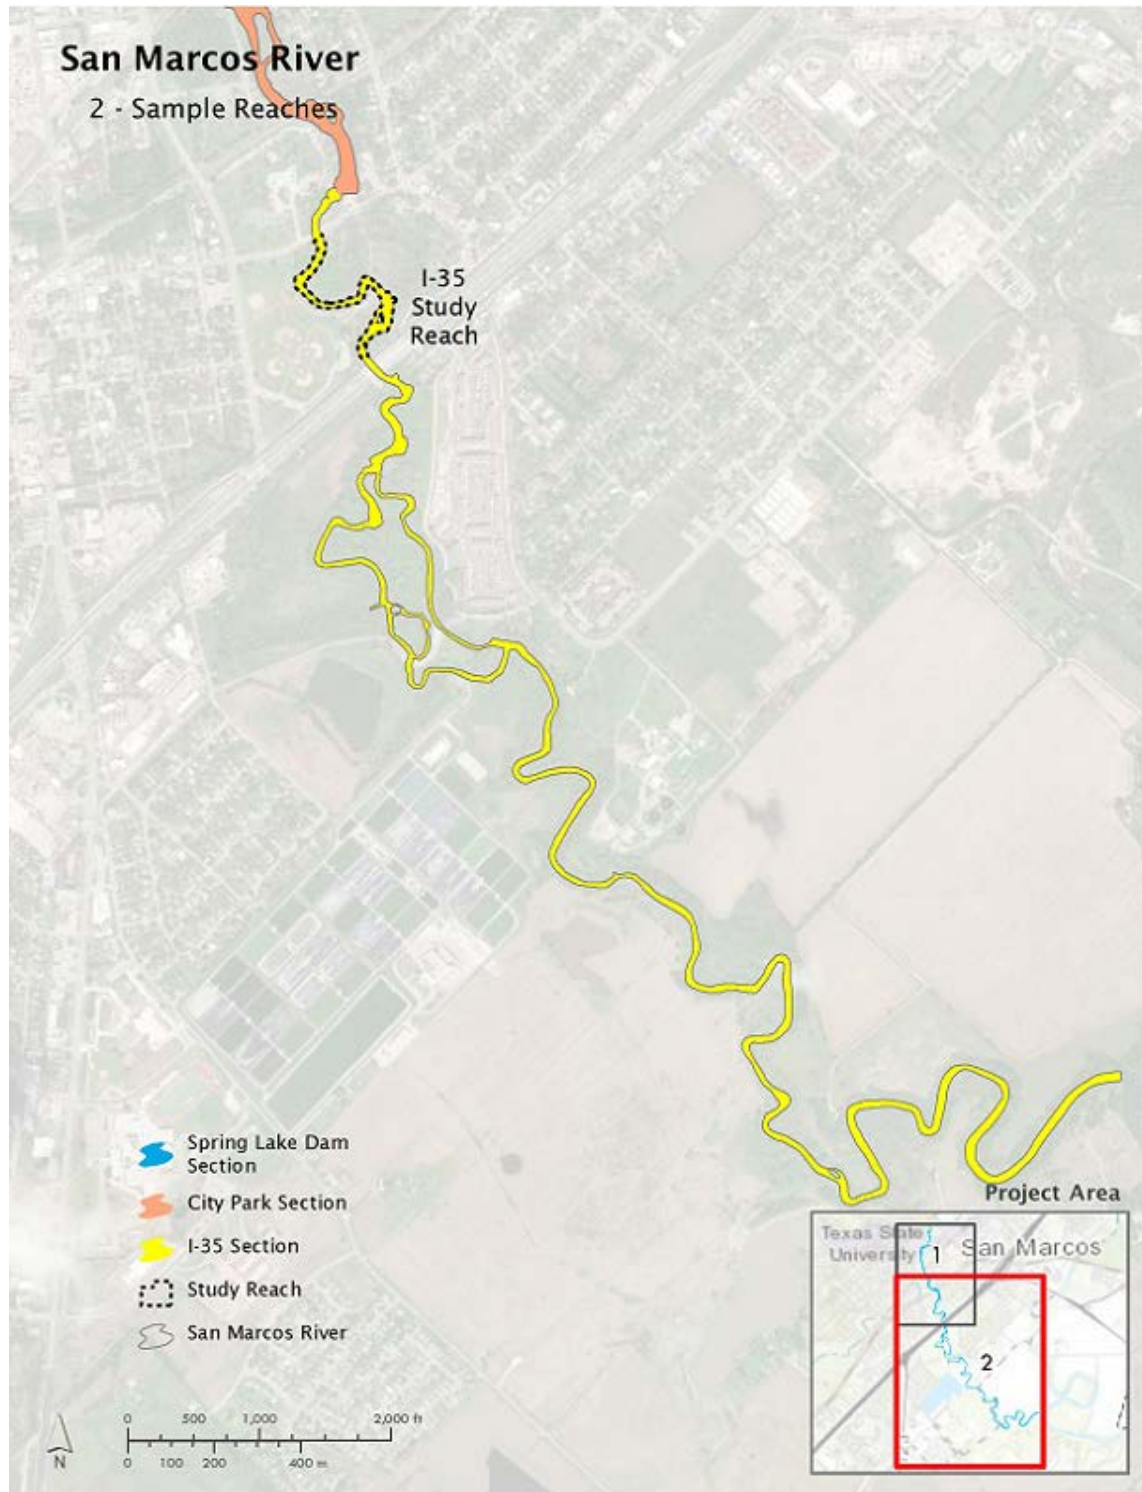 San Marcos River
2 - Sample Reaches
I-35
Study
Reach
Spring Lake Dam
Section
City Park Section
I-35 Section
Study Reach
San Marcos River
0 500 1,000 2,000 ft
0 100 200 400 m
N
Project Area
Texas State
University
1
San Marcos
2